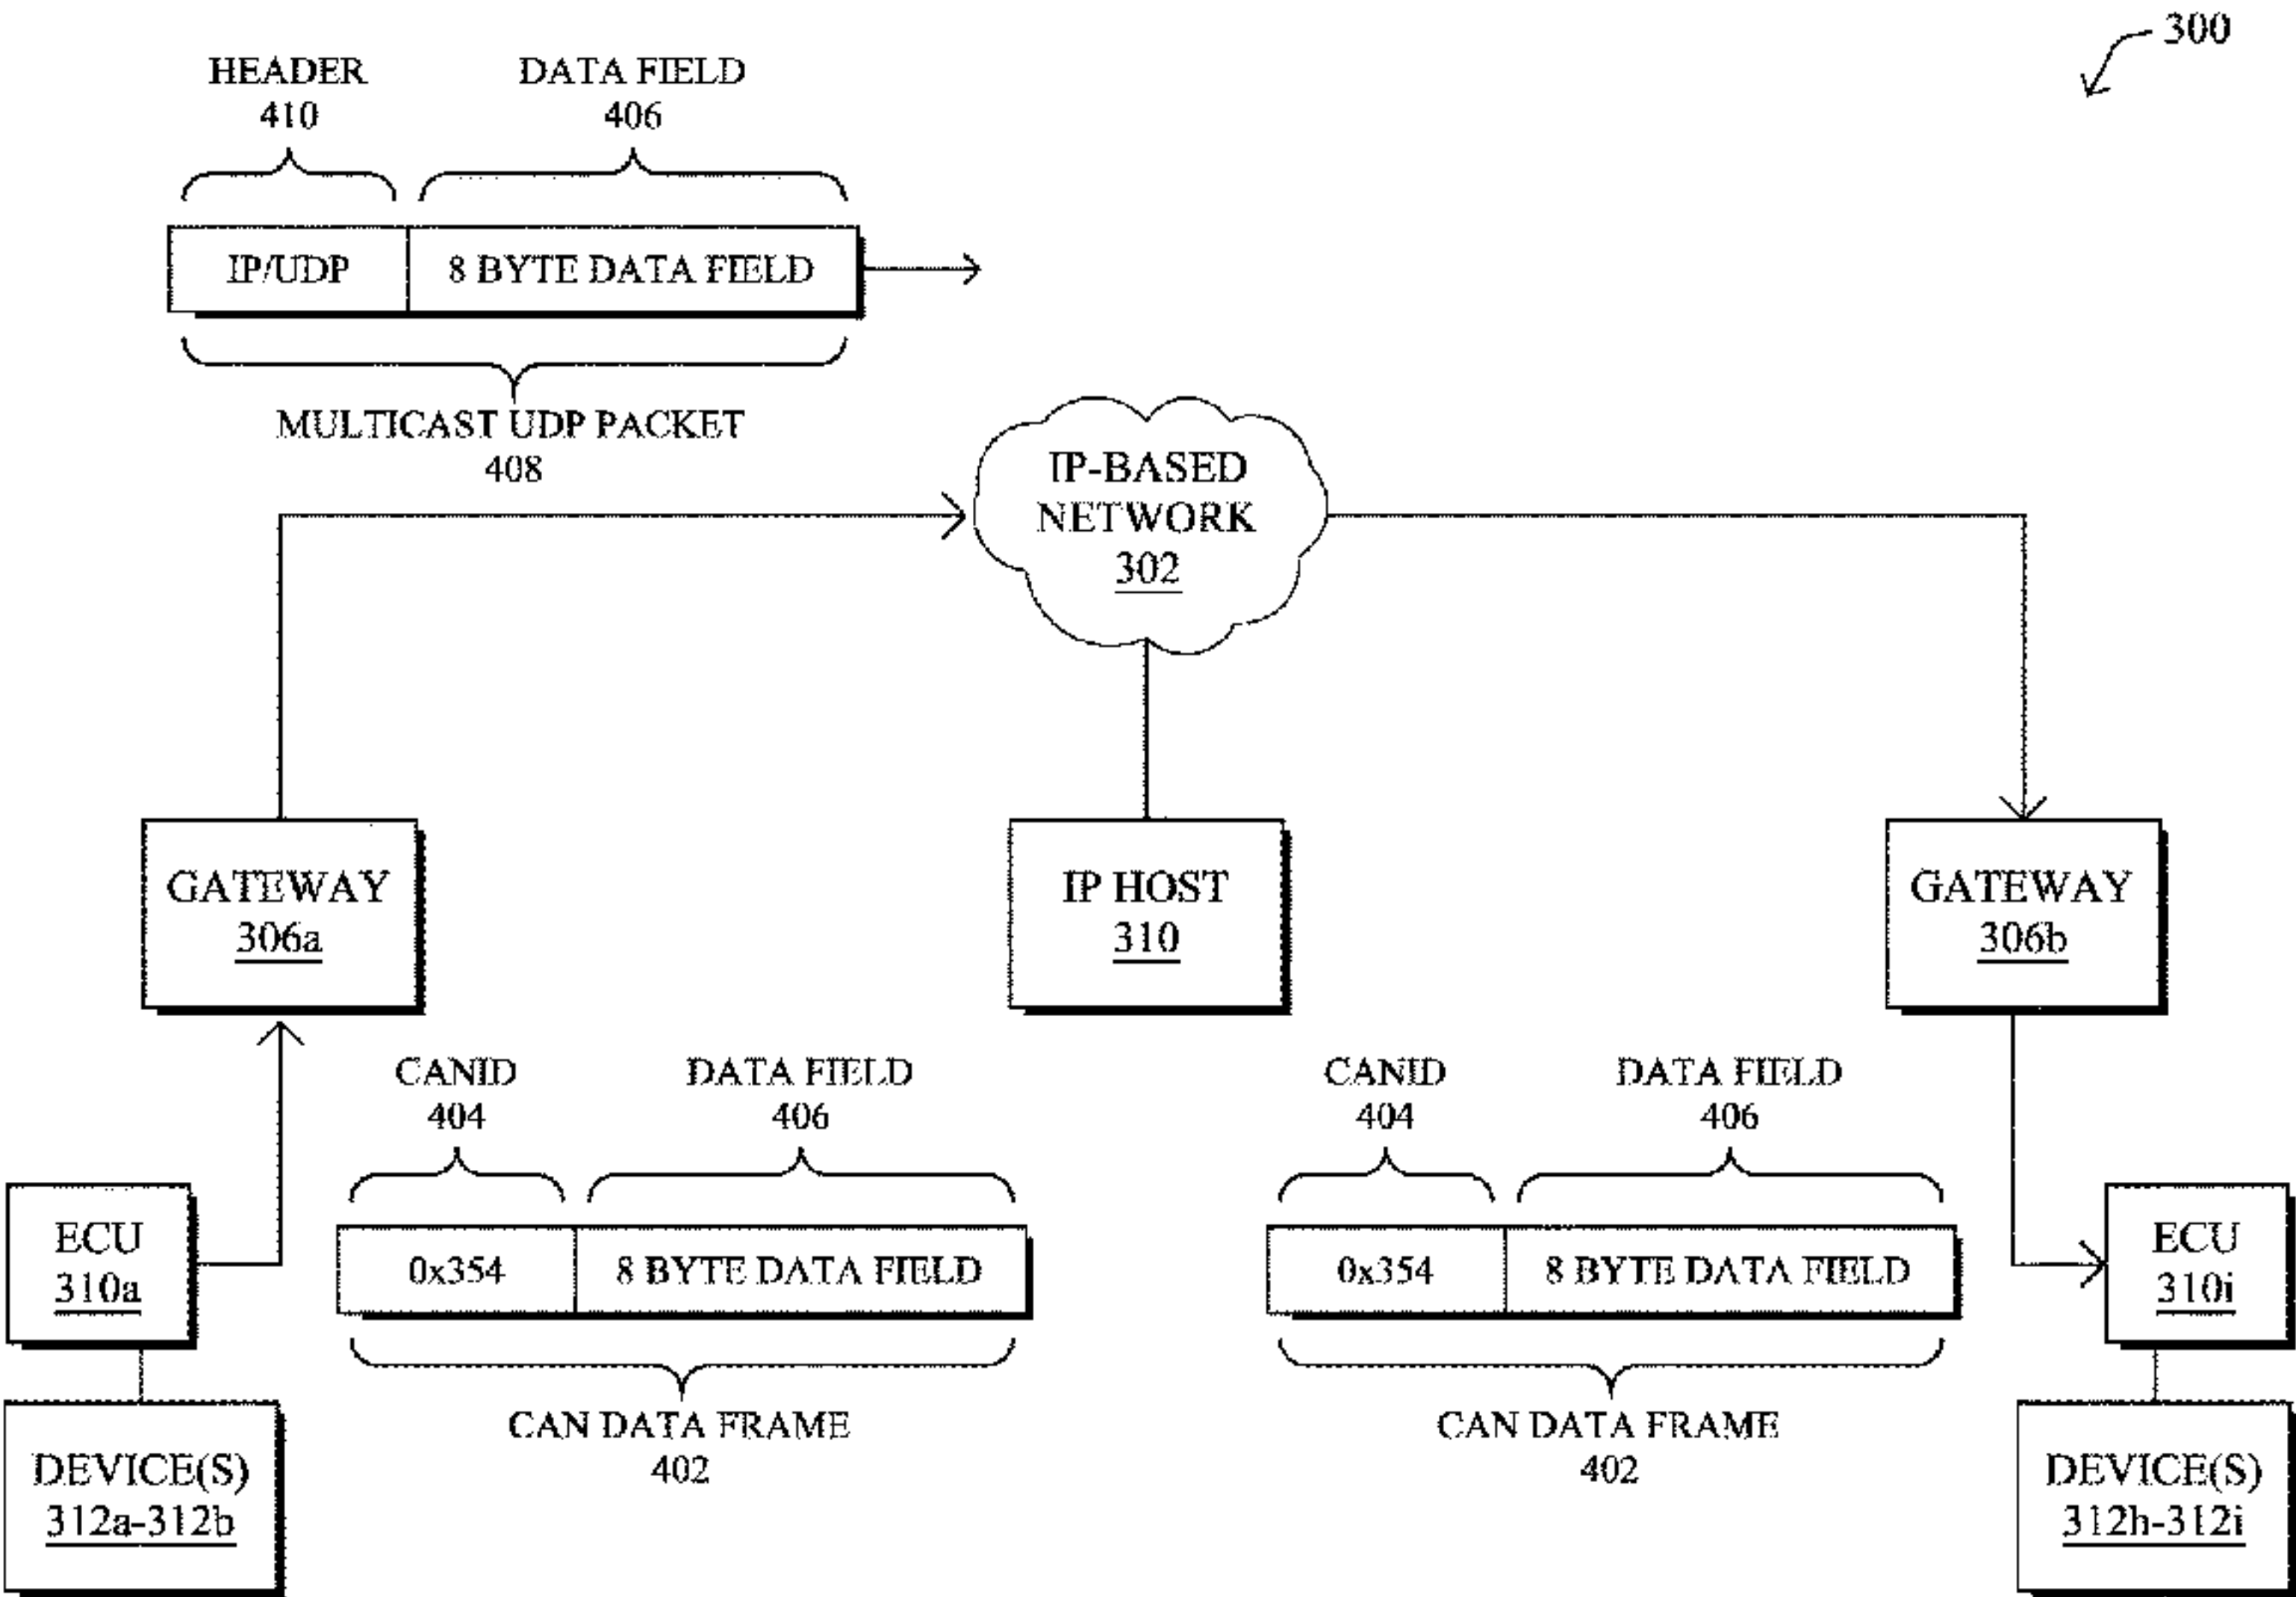 300
HEADER
410
DATA FIELD
406
IP/UDP
8 BYTE DATA FIELD
MULTICAST UDP PACKET
408
IP-BASED
NETWORK
302
GATEWAY
306a
IP HOST
310
GATEWAY
306b
CANID
404
DATA FIELD
406
CANID
404
DATA FIELD
406
ECU
310a
0x354
8 BYTE DATA FIELD
0x354
8 BYTE DATA FIELD
ECU
310i
CAN DATA FRAME
402
CAN DATA FRAME
402
DEVICE(S)
312a-312b
DEVICE(S)
312h-312i